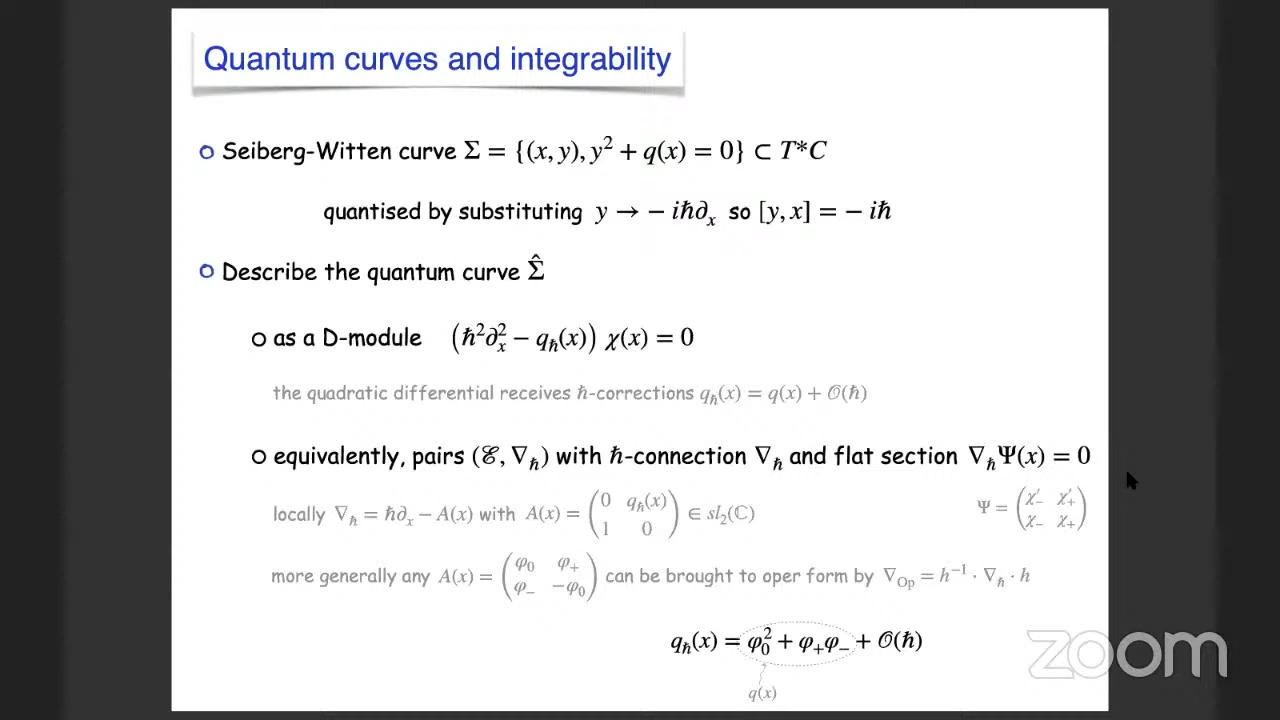 Quantum curves and integrability
Seiberg-Witten curve Σ = {(x, y), y² + q(x) = 0} ⊂ T*C
quantised by substituting y → − iℏ∂ₓ so [y, x] = − iℏ
Describe the quantum curve Σ̂
as a D-module (ℏ²∂ₓ² − q_ℏ(x)) χ(x) = 0
the quadratic differential receives ℏ-corrections q_ℏ(x) = q(x) + 𝒪(ℏ)
equivalently, pairs (ℰ, ∇_ℏ) with ℏ-connection ∇_ℏ and flat section ∇_ℏΨ(x) = 0
locally ∇_ℏ = ℏ∂ₓ − A(x) with A(x) = (0 q_ℏ(x) 1 0) ∈ sl₂(ℂ) Ψ = (χ′₋ χ′₊ χ₋ χ₊)
more generally any A(x) = (φ₀ φ₊ φ₋ −φ₀) can be brought to oper form by ∇_Op = h⁻¹ · ∇_ℏ · h
q_ℏ(x) = φ₀² + φ₊φ₋ + 𝒪(ℏ)
q(x)
zoom